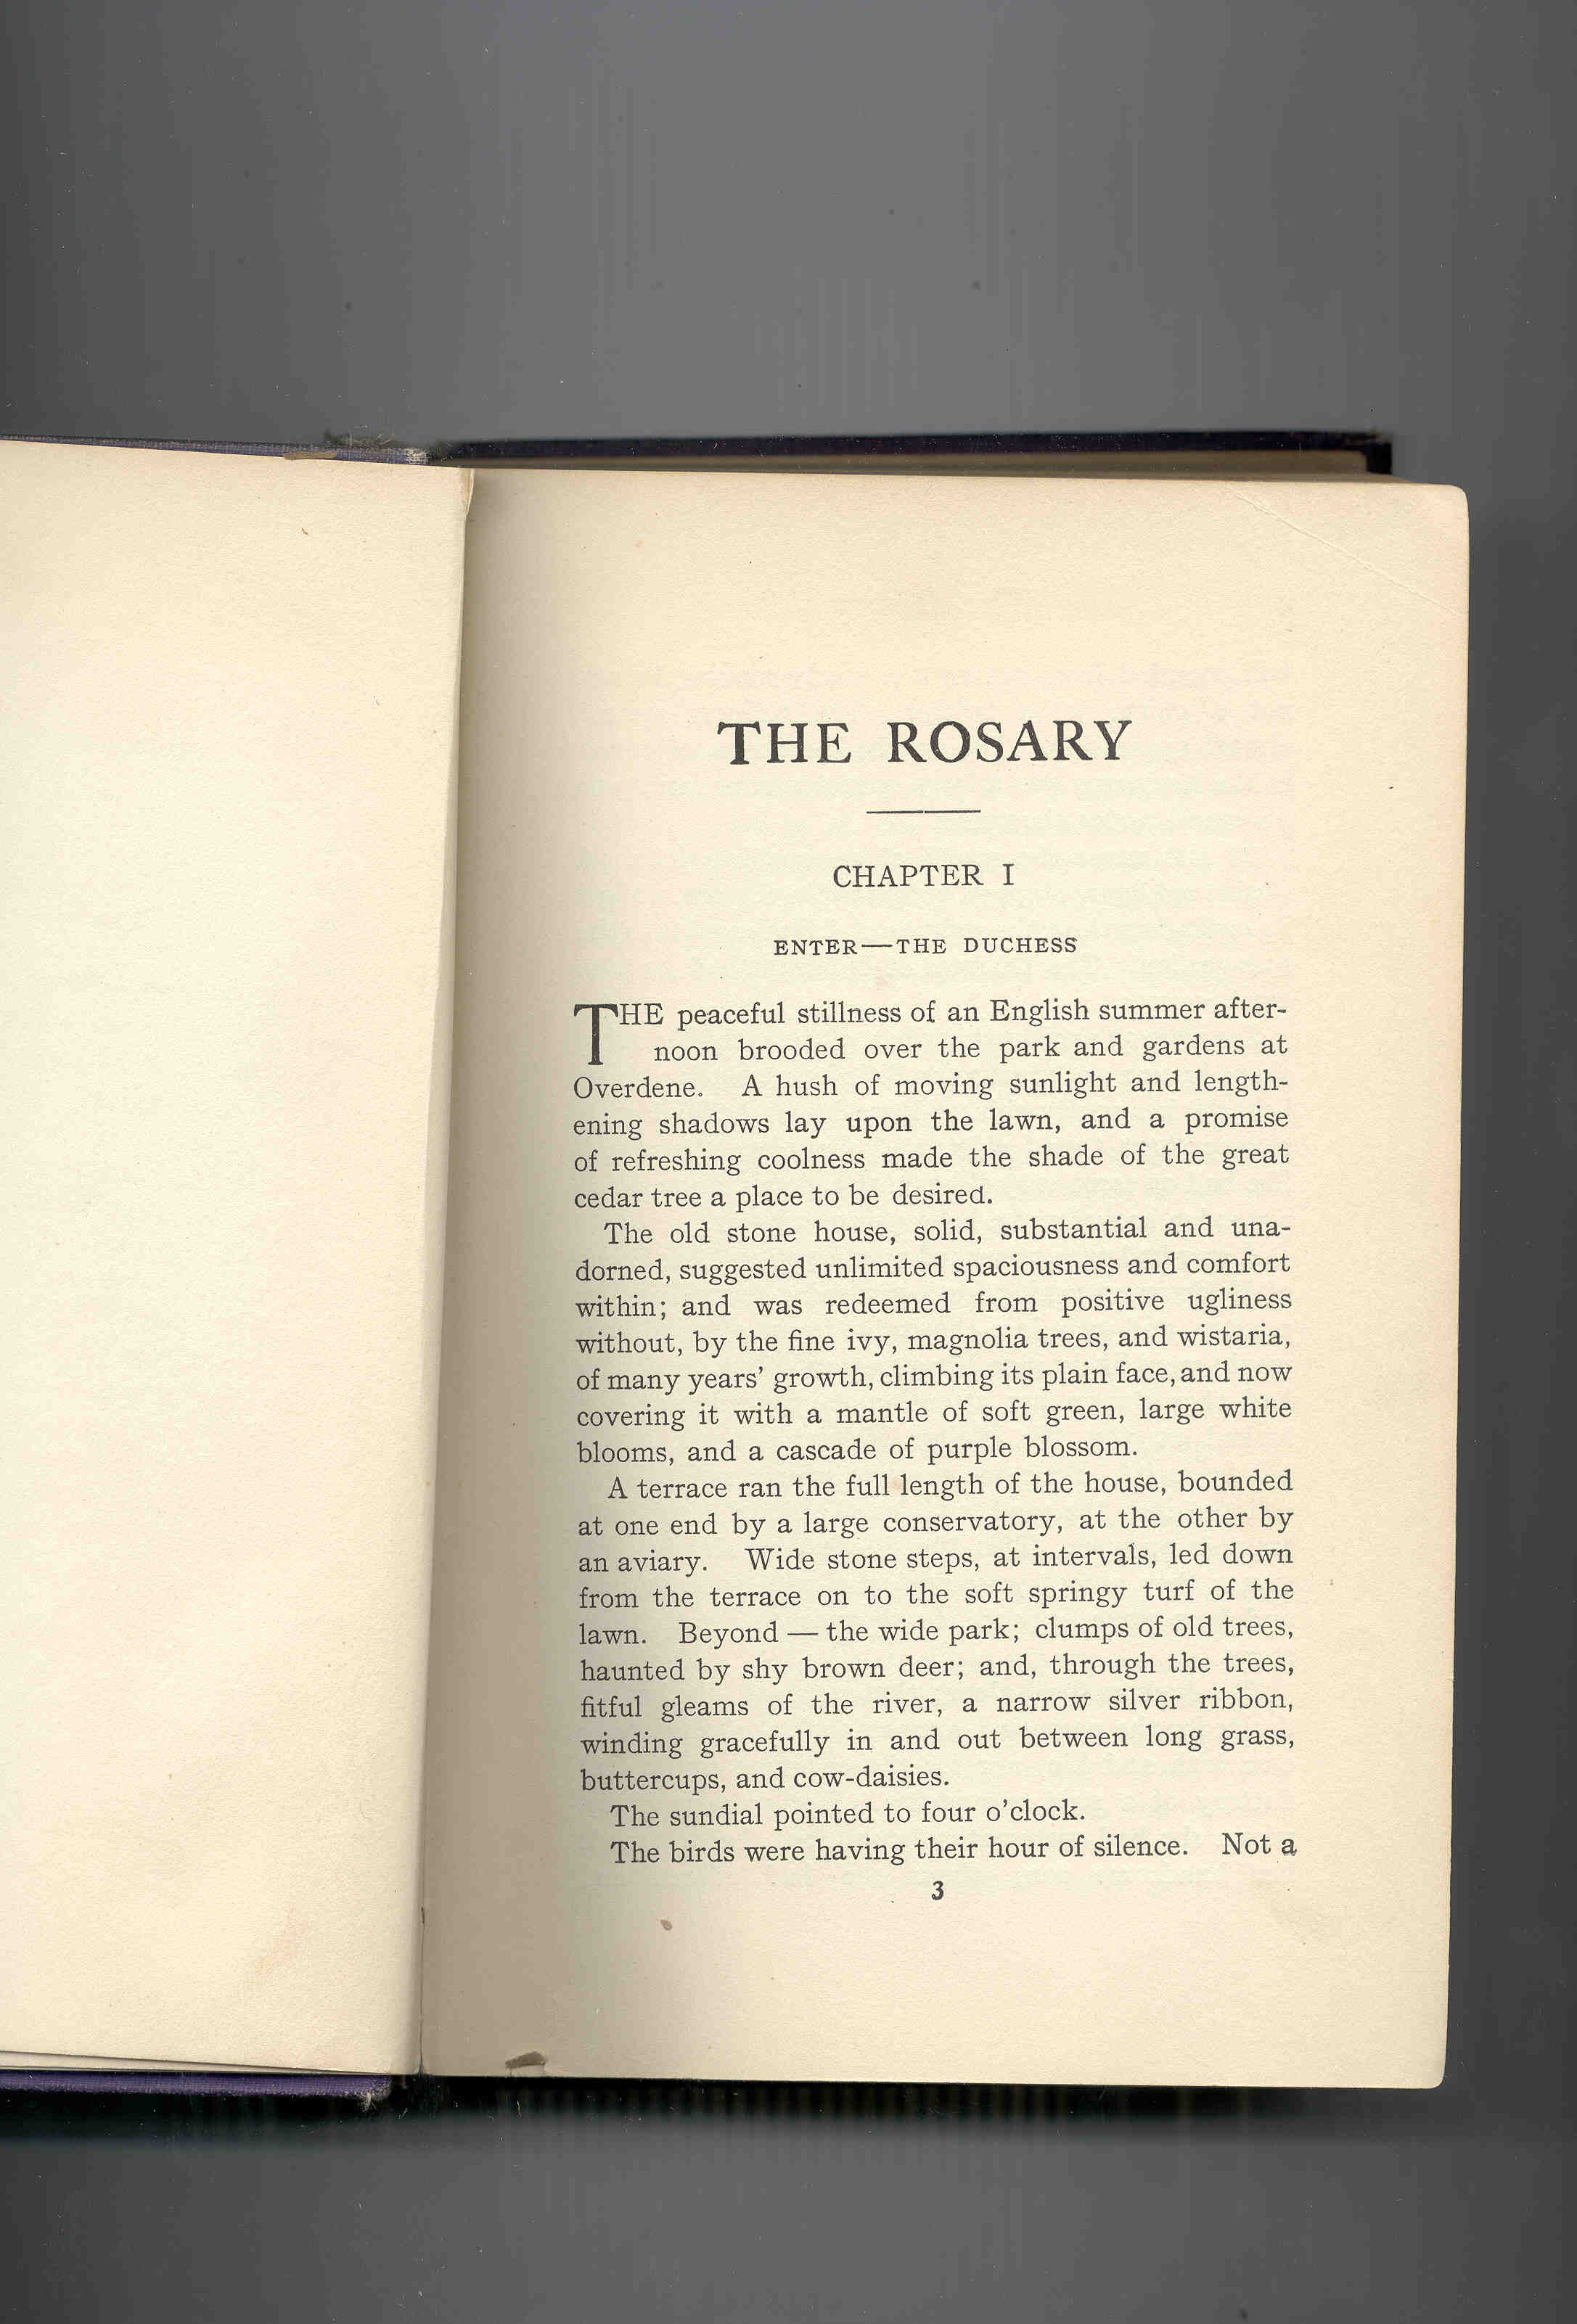 THE ROSARY
CHAPTER I
ENTER—THE DUCHESS
THE peaceful stillness of an English summer after-
noon brooded over the park and gardens at
Overdene. A hush of moving sunlight and length-
ening shadows lay upon the lawn, and a promise
of refreshing coolness made the shade of the great
cedar tree a place to be desired.
The old stone house, solid, substantial and una-
dorned, suggested unlimited spaciousness and comfort
within; and was redeemed from positive ugliness
without, by the fine ivy, magnolia trees, and wistaria,
of many years' growth, climbing its plain face, and now
covering it with a mantle of soft green, large white
blooms, and a cascade of purple blossom.
A terrace ran the full length of the house, bounded
at one end by a large conservatory, at the other by
an aviary. Wide stone steps, at intervals, led down
from the terrace on to the soft springy turf of the
lawn. Beyond — the wide park; clumps of old trees,
haunted by shy brown deer; and, through the trees,
fitful gleams of the river, a narrow silver ribbon,
winding gracefully in and out between long grass,
buttercups, and cow-daisies.
The sundial pointed to four o'clock.
The birds were having their hour of silence. Not a
3